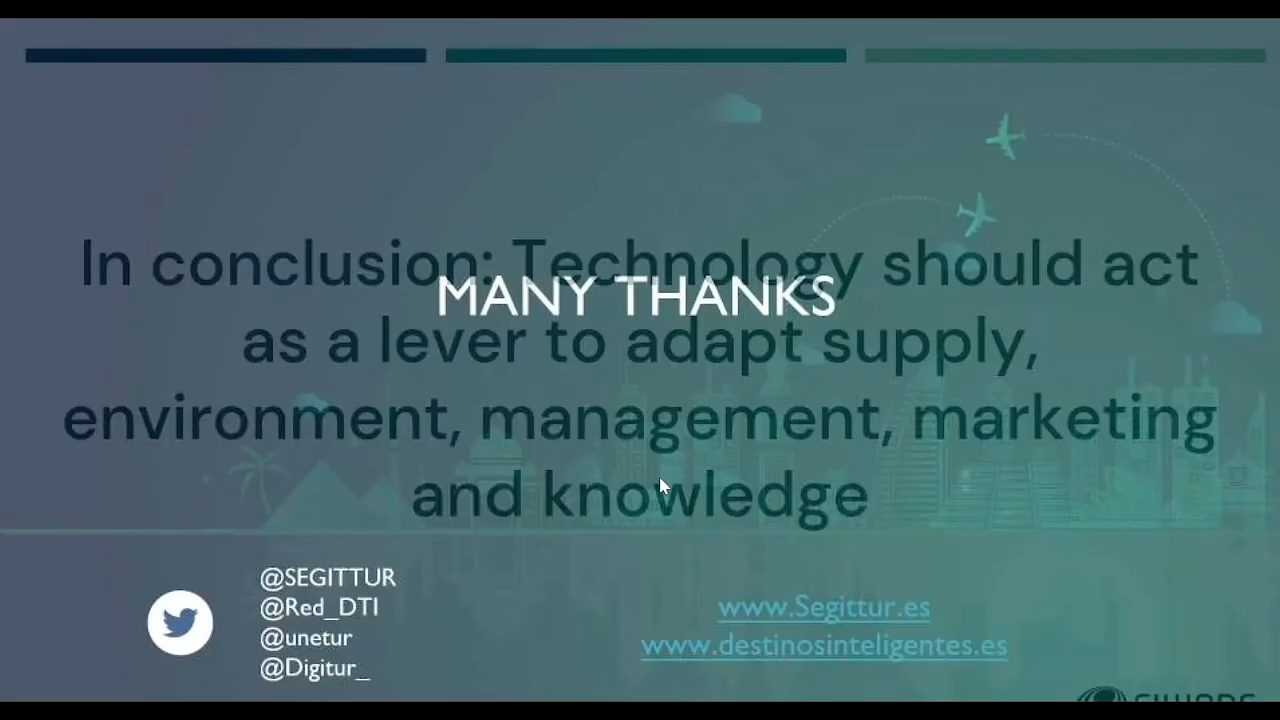 In conclusion: Technology should act
MANY THANKS
as a lever to adapt supply,
environment, management, marketing
and knowledge
@SEGITTUR
@Red_DTI
@unetur
@Digitur_
www.Segittur.es
www.destinosinteligentes.es